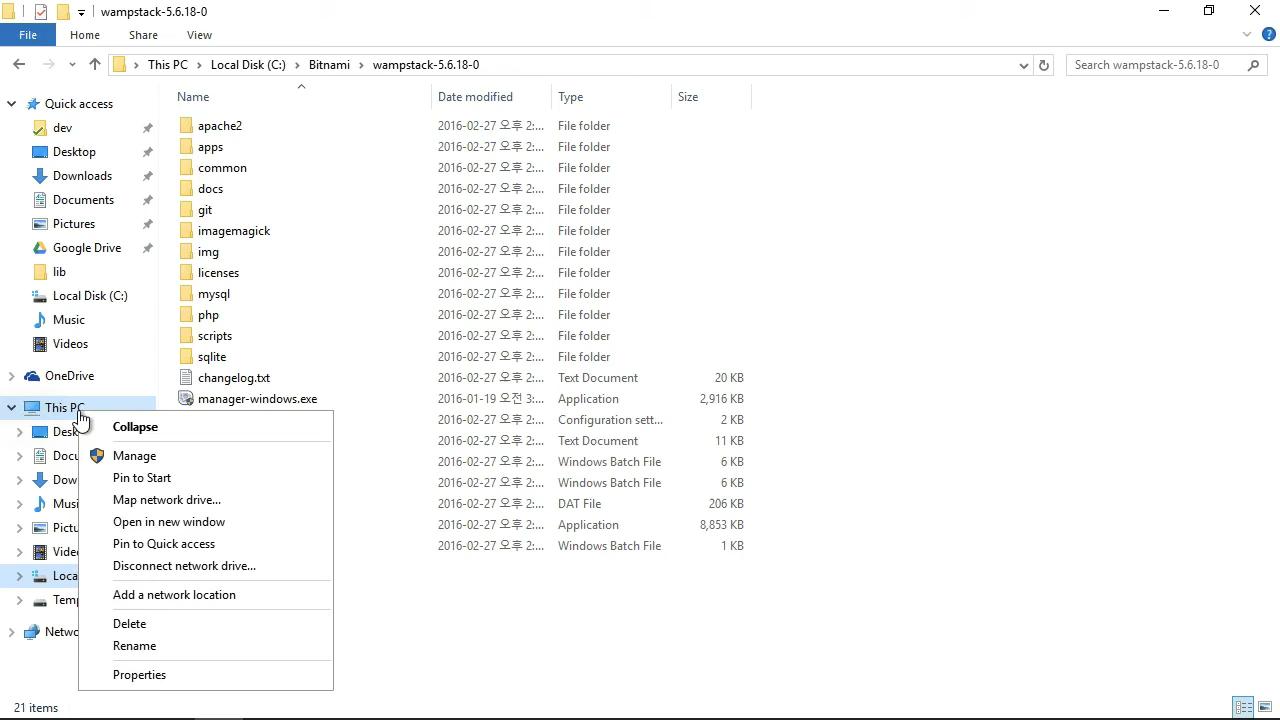 wampstack-5.6.18-0
File Home Share View
This PC Local Disk (C:) Bitnami wampstack-5.6.18-0 Search wampstack-5.6.18-0
Name Date modified Type Size
Quick access
dev
Desktop
Downloads
Documents
Pictures
Google Drive
lib
Local Disk (C:)
Music
Videos
OneDrive
This PC
Desk
Docu
Dow
Musi
Pictu
Vide
Loca
Temp
Netwo
apache2 2016-02-27 오후 2:... File folder
apps 2016-02-27 오후 2:... File folder
common 2016-02-27 오후 2:... File folder
docs 2016-02-27 오후 2:... File folder
git 2016-02-27 오후 2:... File folder
imagemagick 2016-02-27 오후 2:... File folder
img 2016-02-27 오후 2:... File folder
licenses 2016-02-27 오후 2:... File folder
mysql 2016-02-27 오후 2:... File folder
php 2016-02-27 오후 2:... File folder
scripts 2016-02-27 오후 2:... File folder
sqlite 2016-02-27 오후 2:... File folder
changelog.txt 2016-02-27 오후 2:... Text Document 20 KB
manager-windows.exe 2016-01-19 오전 3:... Application 2,916 KB
2016-02-27 오후 2:... Configuration sett... 2 KB
2016-02-27 오후 2:... Text Document 11 KB
2016-02-27 오후 2:... Windows Batch File 6 KB
2016-02-27 오후 2:... Windows Batch File 6 KB
2016-02-27 오후 2:... DAT File 206 KB
2016-02-27 오후 2:... Application 8,853 KB
2016-02-27 오후 2:... Windows Batch File 1 KB
Collapse
Manage
Pin to Start
Map network drive...
Open in new window
Pin to Quick access
Disconnect network drive...
Add a network location
Delete
Rename
Properties
21 items